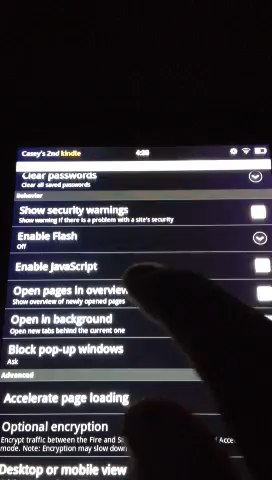 Casey's 2nd kindle 4:58
Clear passwords
Clear all saved passwords
Behavior
Show security warnings
Show warning if there is a problem with a site's security
Enable Flash
Off
Enable JavaScript
Open pages in overview
Show overview of newly opened pages
Open in background
Open new tabs behind the current one
Block pop-up windows
Ask
Advanced
Accelerate page loading
Optional encryption
Encrypt traffic between the Fire and
mode. Note: Encryption may slow down
Desktop or mobile view